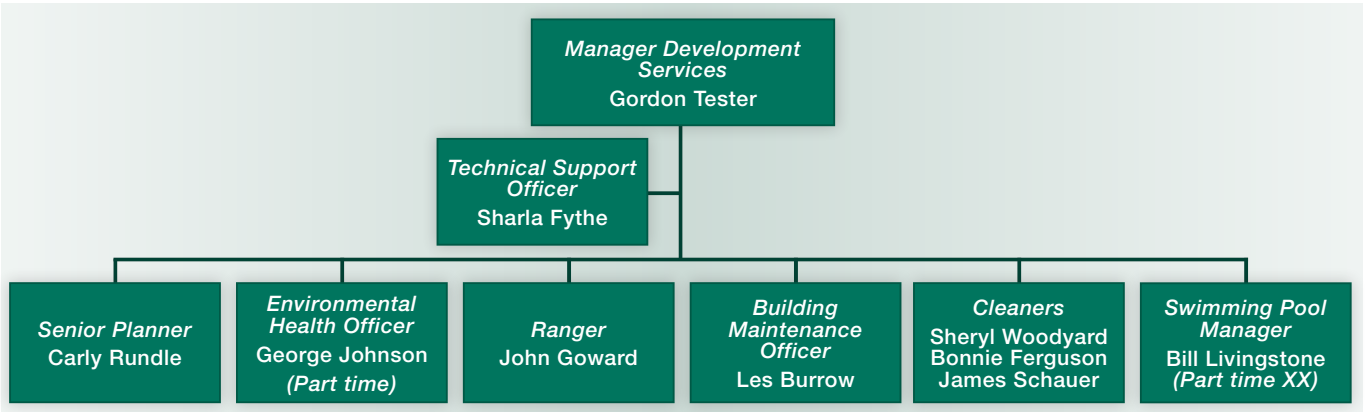 Manager Development
Services
Gordon Tester
Technical Support
Officer
Sharla Fythe
Senior Planner
Carly Rundle
Environmental
Health Officer
George Johnson
(Part time)
Ranger
John Goward
Building
Maintenance
Officer
Les Burrow
Cleaners
Sheryl Woodyard
Bonnie Ferguson
James Schauer
Swimming Pool
Manager
Bill Livingstone
(Part time XX)